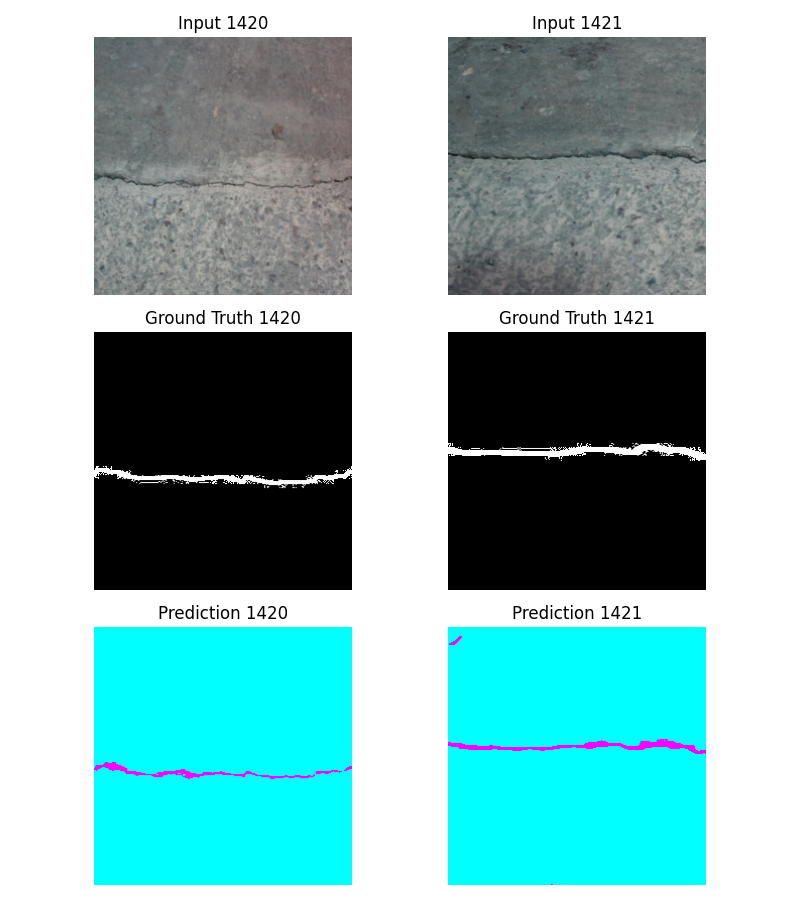 Input 1420
Input 1421
Ground Truth 1420
Ground Truth 1421
Prediction 1420
Prediction 1421